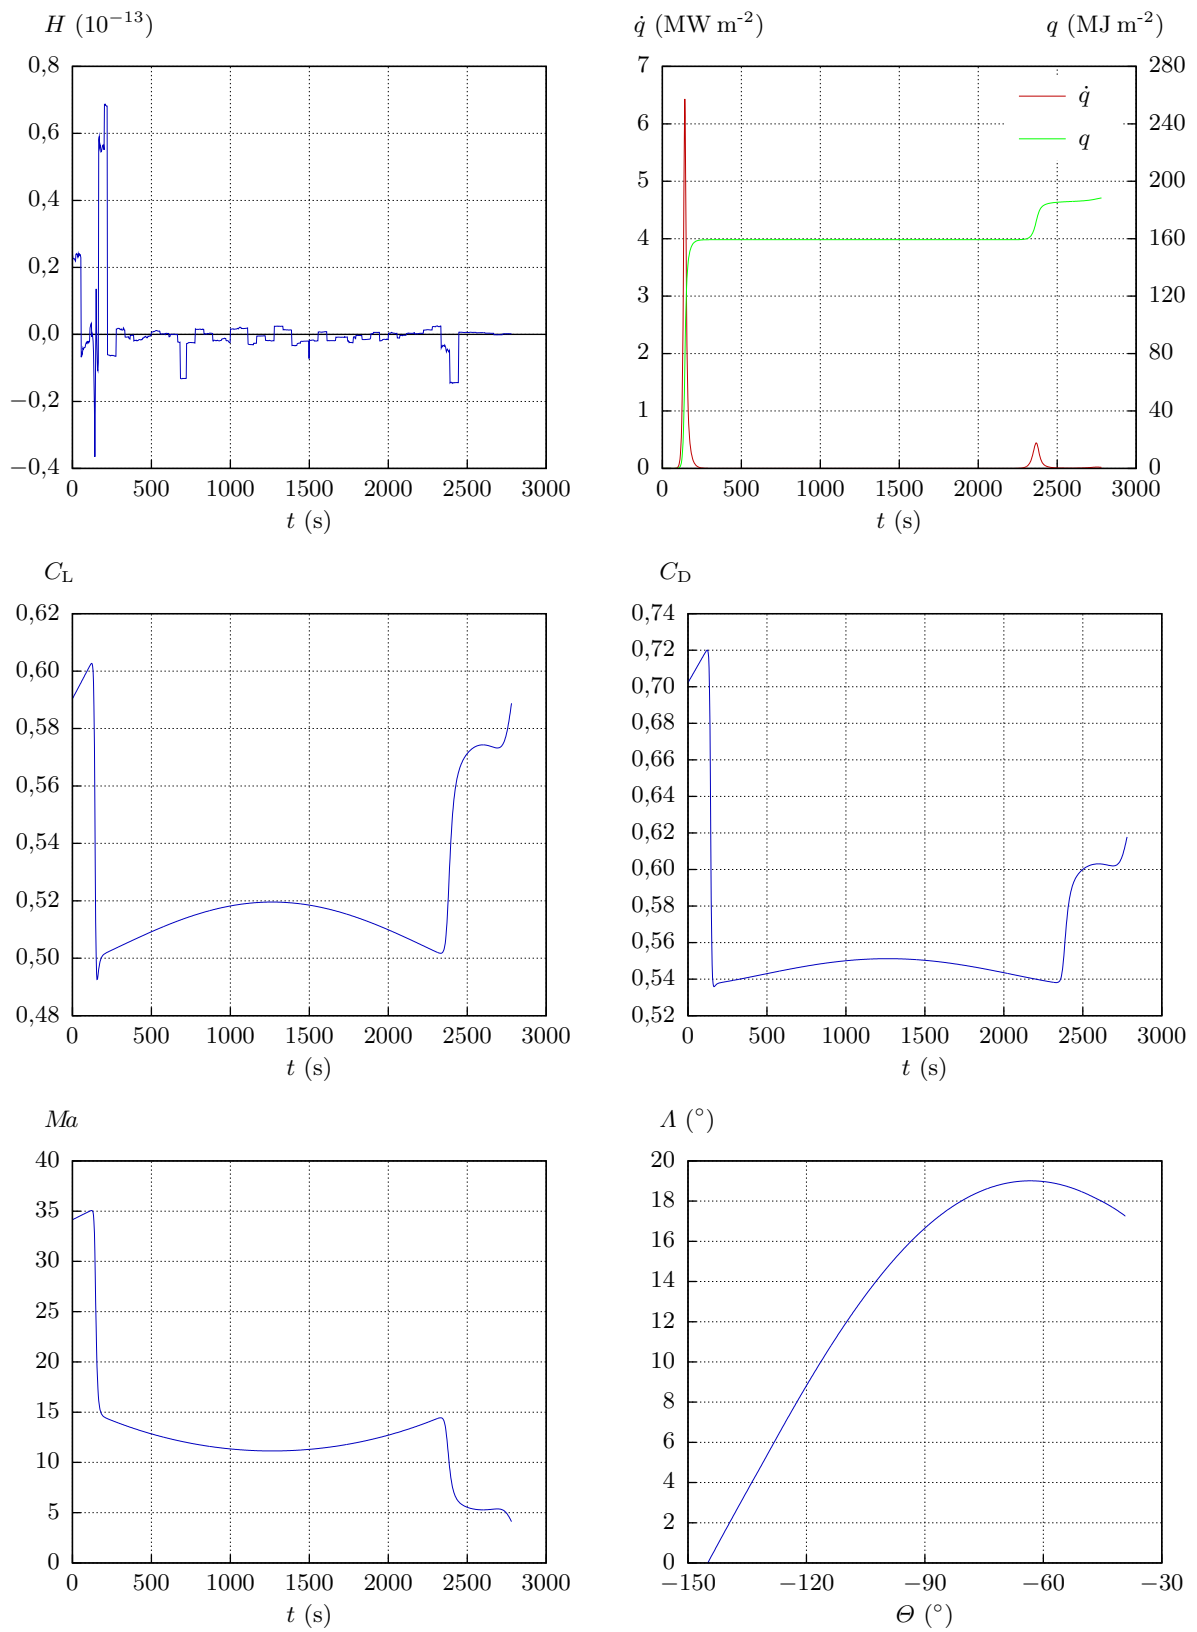 H (10⁻¹³)
0,8
0,6
0,4
0,2
0,0
−0,2
−0,4
0 500 1000 1500 2000 2500 3000
t (s)
q̇ (MW m⁻²) q (MJ m⁻²)
7 280
6 240
5 200
4 160
3 120
2 80
1 40
0 0
q̇
q
0 500 1000 1500 2000 2500 3000
t (s)
C_L
0,62
0,60
0,58
0,56
0,54
0,52
0,50
0,48
0 500 1000 1500 2000 2500 3000
t (s)
C_D
0,74
0,72
0,70
0,68
0,66
0,64
0,62
0,60
0,58
0,56
0,54
0,52
0 500 1000 1500 2000 2500 3000
t (s)
Ma
40
35
30
25
20
15
10
5
0
0 500 1000 1500 2000 2500 3000
t (s)
Λ (°)
20
18
16
14
12
10
8
6
4
2
0
−150 −120 −90 −60 −30
Θ (°)